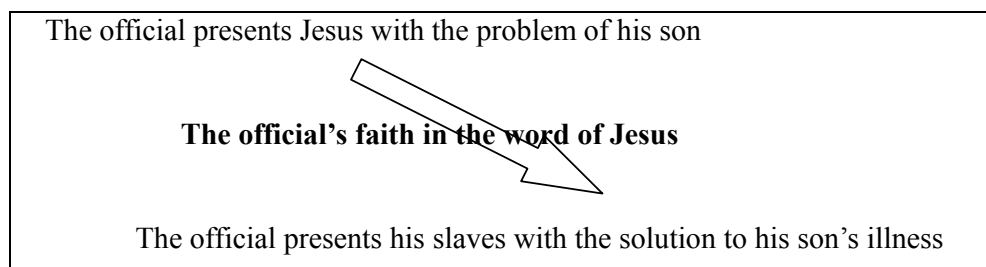 The official presents Jesus with the problem of his son
The official’s faith in the word of Jesus
The official presents his slaves with the solution to his son’s illness